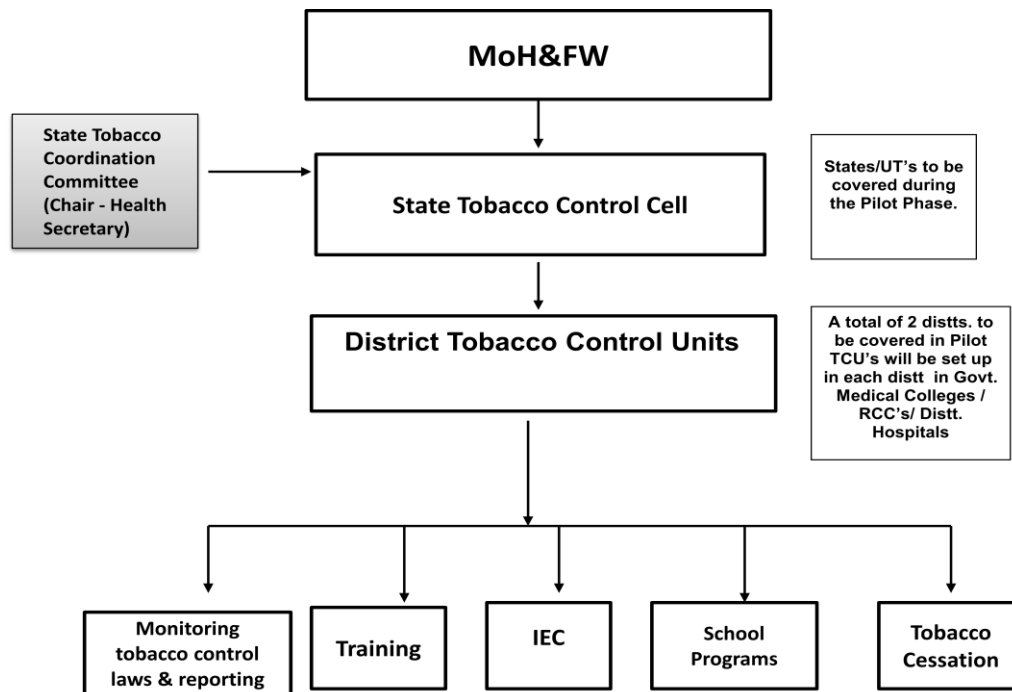 MoH&FW
State Tobacco
Coordination
Committee
(Chair - Health
Secretary)
State Tobacco Control Cell
States/UT's to be
covered during
the Pilot Phase.
District Tobacco Control Units
A total of 2 distts. to
be covered in Pilot
TCU's will be set up
in each distt in Govt.
Medical Colleges /
RCC's/ Distt.
Hospitals
Monitoring
tobacco control
laws & reporting
Training
IEC
School
Programs
Tobacco
Cessation